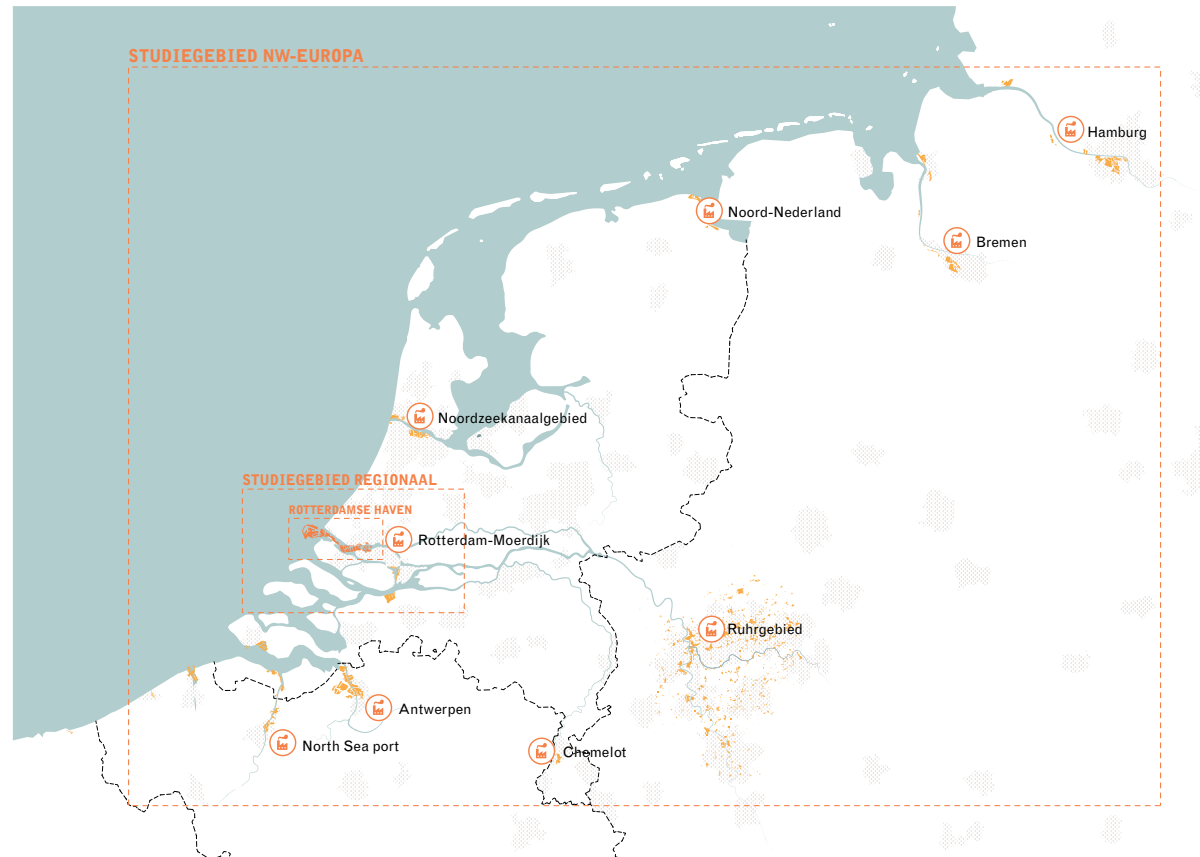 STUDIEGEBIED NW-EUROPA
Hamburg
Noord-Nederland
Bremen
Noordzeekanaalgebied
STUDIEGEBIED REGIONAAL
ROTTERDAMSE HAVEN
Rotterdam-Moerdijk
Ruhrgebied
Antwerpen
North Sea port
Chemelot